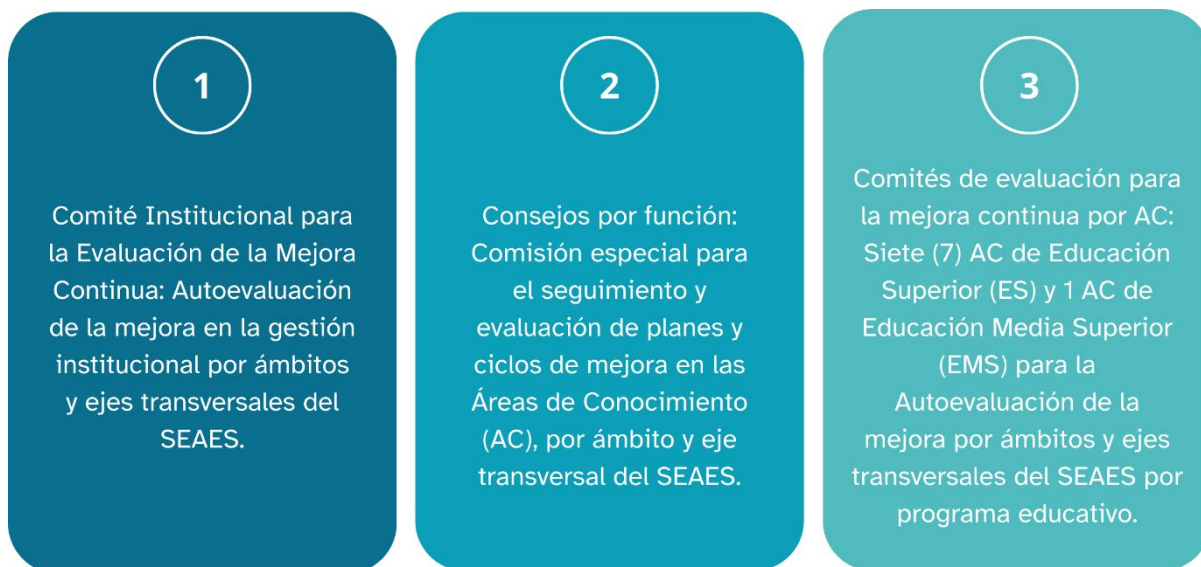 1
Comité Institucional para
la Evaluación de la Mejora
Continua: Autoevaluación
de la mejora en la gestión
institucional por ámbitos
y ejes transversales del
SEAES.
2
Consejos por función:
Comisión especial para
el seguimiento y
evaluación de planes y
ciclos de mejora en las
Áreas de Conocimiento
(AC), por ámbito y eje
transversal del SEAES.
3
Comités de evaluación para
la mejora continua por AC:
Siete (7) AC de Educación
Superior (ES) y 1 AC de
Educación Media Superior
(EMS) para la
Autoevaluación de la
mejora por ámbitos y ejes
transversales del SEAES por
programa educativo.